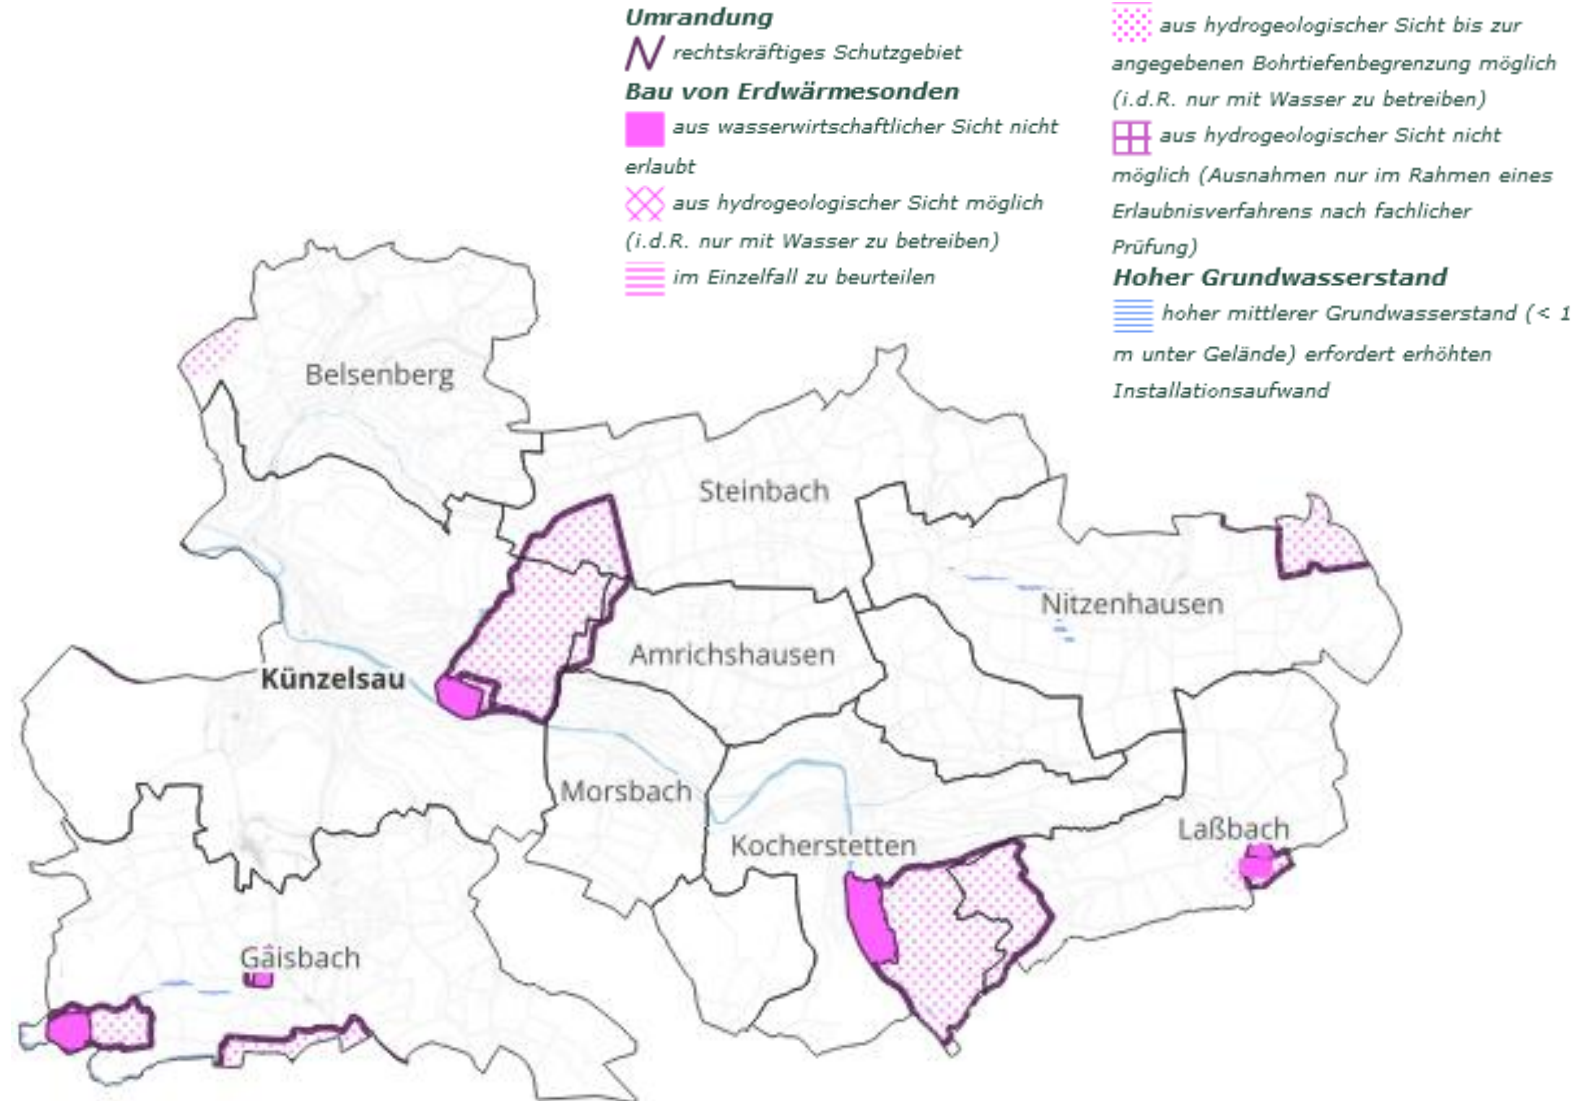 Umrandung
rechtskräftiges Schutzgebiet
Bau von Erdwärmesonden
aus wasserwirtschaftlicher Sicht nicht
erlaubt
aus hydrogeologischer Sicht möglich
(i.d.R. nur mit Wasser zu betreiben)
im Einzelfall zu beurteilen
aus hydrogeologischer Sicht bis zur
angegebenen Bohrtiefenbegrenzung möglich
(i.d.R. nur mit Wasser zu betreiben)
aus hydrogeologischer Sicht nicht
möglich (Ausnahmen nur im Rahmen eines
Erlaubnisverfahrens nach fachlicher
Prüfung)
Hoher Grundwasserstand
hoher mittlerer Grundwasserstand (< 1
m unter Gelände) erfordert erhöhten
Installationsaufwand
Belsenberg
Steinbach
Nitzenhausen
Amrichshausen
Künzelsau
Morsbach
Kocherstetten
Laßbach
Gaisbach